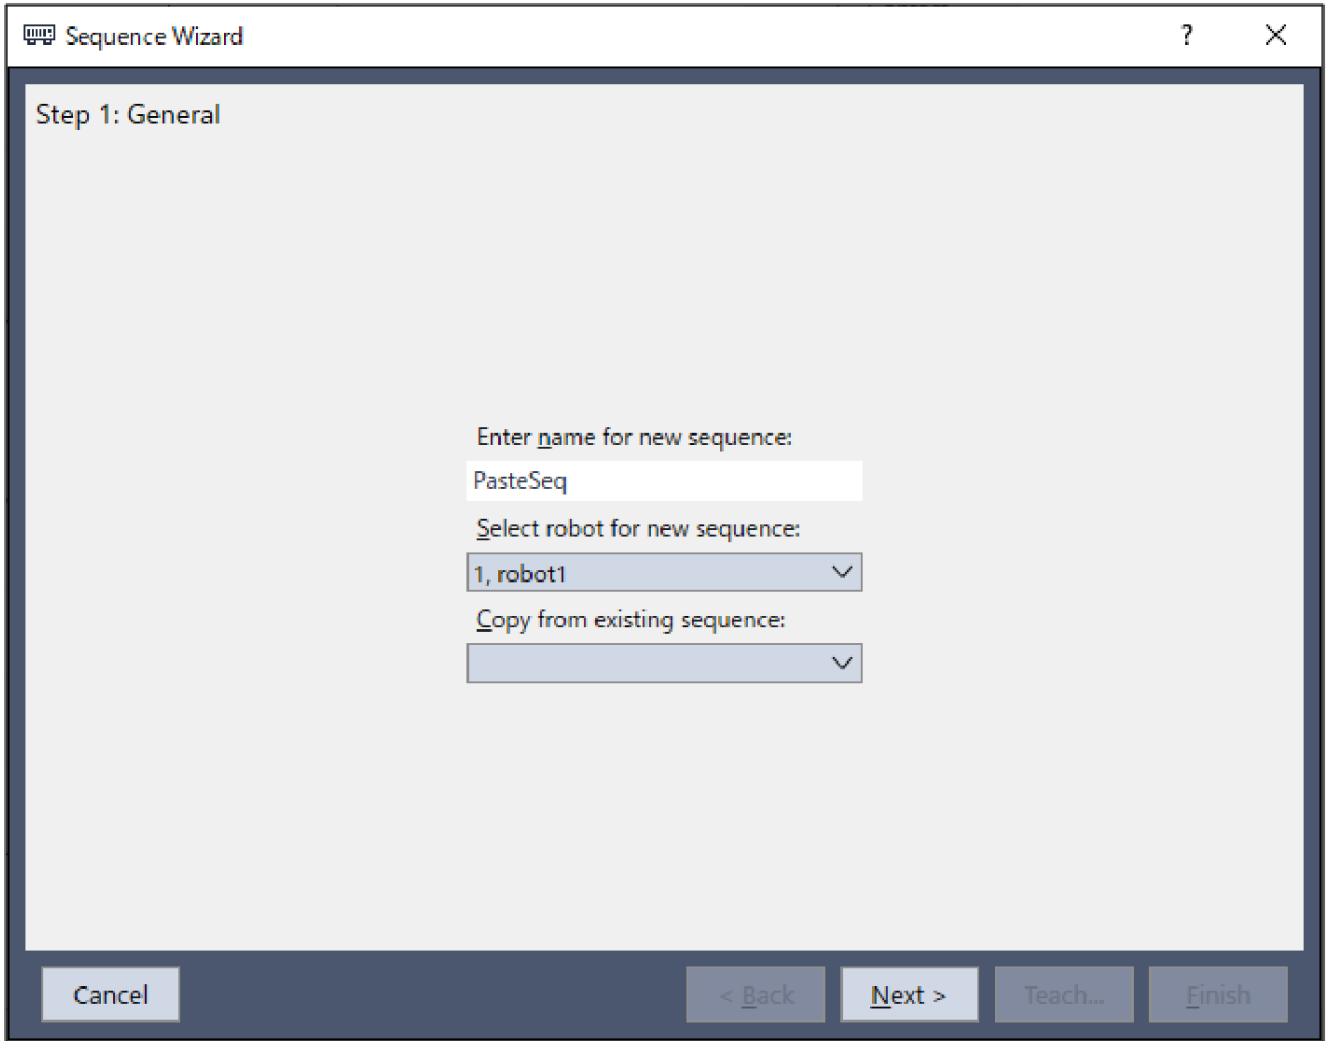 Sequence Wizard
?
Step 1: General
Enter name for new sequence:
PasteSeq
Select robot for new sequence:
1, robot1
Copy from existing sequence:
Cancel
< Back
Next >
Teach...
Finish